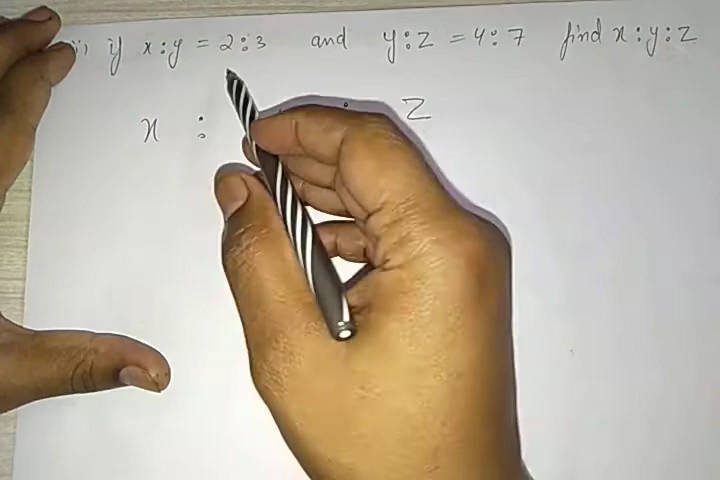 if x:y = 2:3 and y:z = 4:7 find x:y:z
x : : z